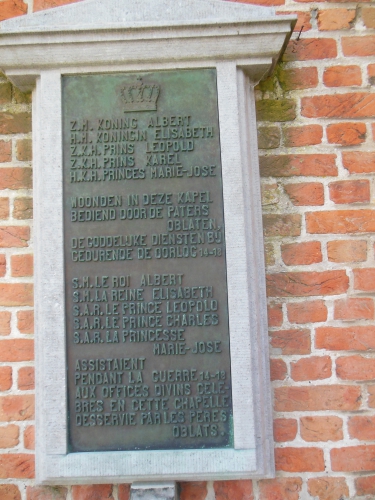 Z.H. KONING ALBERT
H.H. KONINGIN ELISABETH
Z.K.H. PRINS LEOPOLD
Z.K.H. PRINS KAREL
H.K.H. PRINCES MARIE-JOSE
WOONDEN IN DEZE KAPEL
BEDIEND DOOR DE PATERS
OBLATEN,
DE GODDELIJKE DIENSTEN BIJ
GEDURENDE DE OORLOG 14-18
S.H. LE ROI ALBERT
S.H. LA REINE ELISABETH
S.A.R. LE PRINCE LEOPOLD
S.A.R. LE PRINCE CHARLES
S.A.R. LA PRINCESSE
MARIE-JOSE
ASSISTAIENT
PENDANT LA GUERRE 14-18
AUX OFFICES DIVINS CELE-
BRES EN CETTE CHAPELLE
DESSERVIE PAR LES PERES
OBLATS.